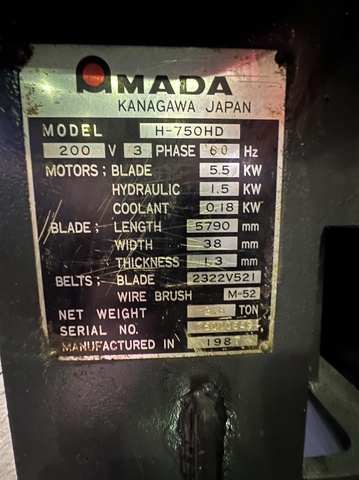 AMADA
KANAGAWA JAPAN
MODEL H-750HD
200 V 3 PHASE 60 Hz
MOTORS; BLADE 5.5 KW
HYDRAULIC 1.5 KW
COOLANT 0.18 KW
BLADE; LENGTH 5790 mm
WIDTH 38 mm
THICKNESS 1.3 mm
BELTS; BLADE 2322V521
WIRE BRUSH M-52
NET WEIGHT TON
SERIAL NO.
MANUFACTURED IN 198